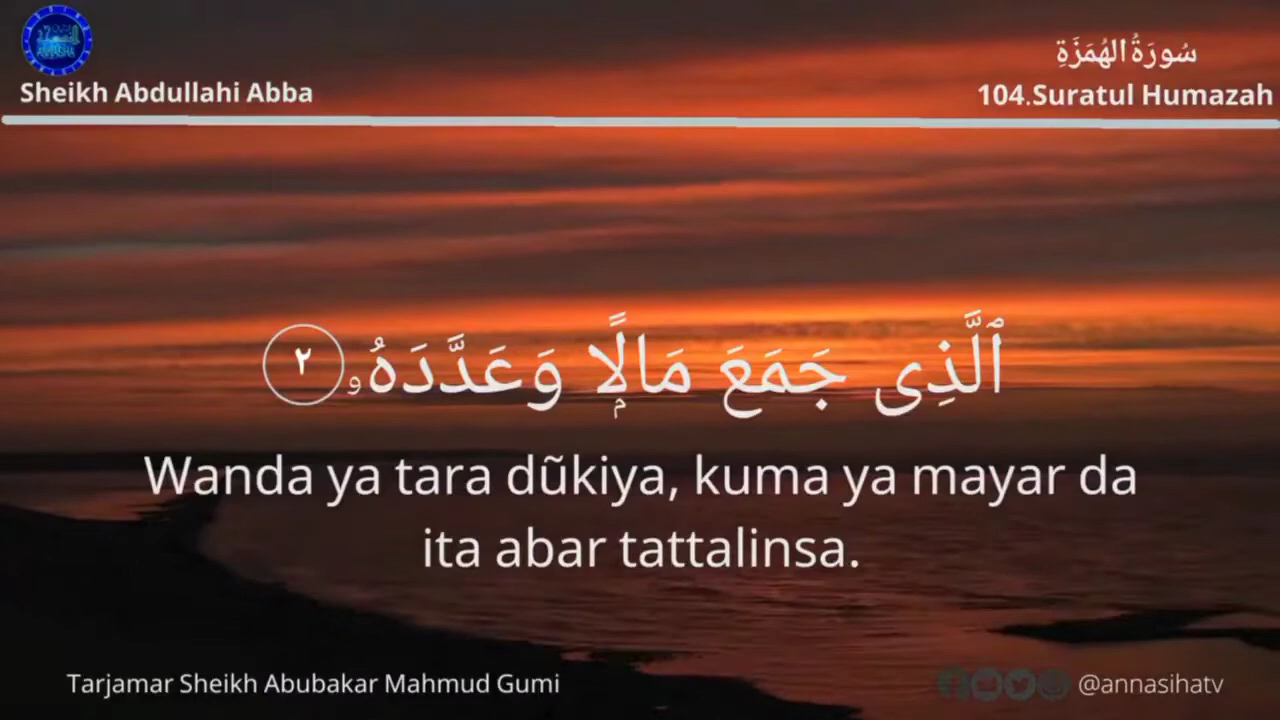 Sheikh Abdullahi Abba
سُورَةُ الهُمَزَةِ
104.Suratul Humazah
ٱلَّذِى جَمَعَ مَالًۭا وَعَدَّدَهُۥ ٢
Wanda ya tara dũkiya, kuma ya mayar da
ita abar tattalinsa.
Tarjamar Sheikh Abubakar Mahmud Gumi
@annasihatv